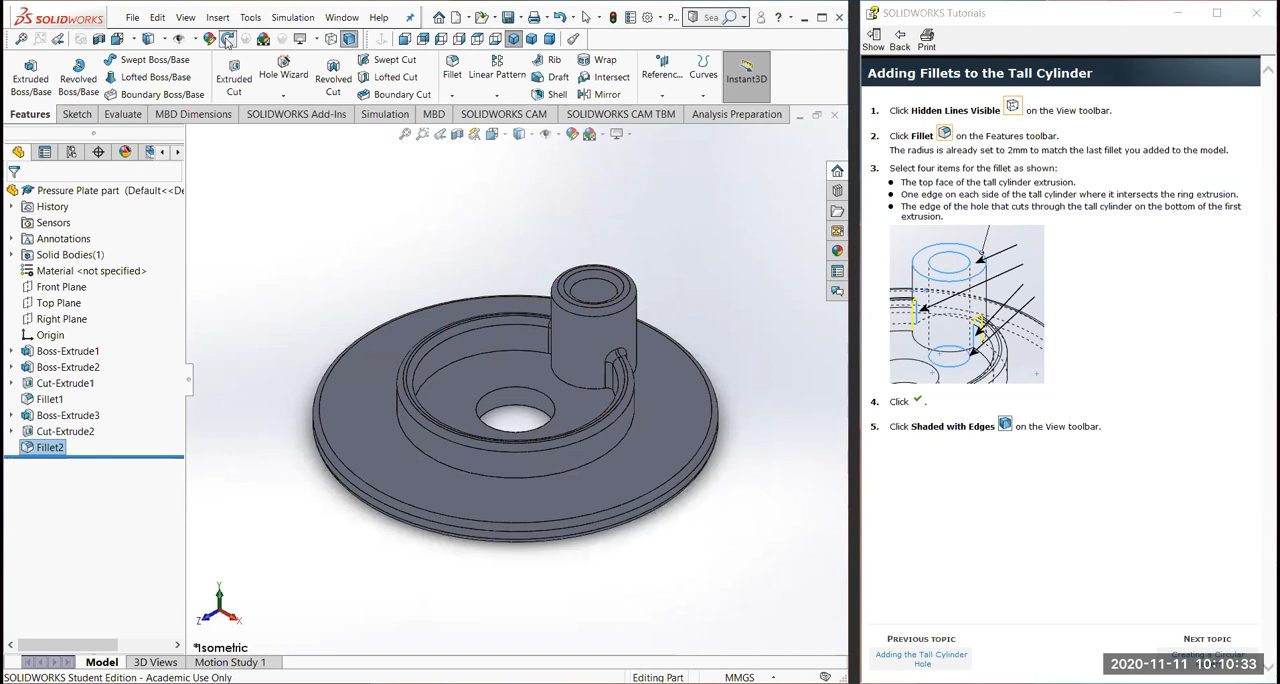 SOLIDWORKS File Edit View Insert Tools Simulation Window Help P... Sea
Extruded Boss/Base
Revolved Boss/Base
Swept Boss/Base
Lofted Boss/Base
Boundary Boss/Base
Extruded Cut
Hole Wizard
Revolved Cut
Swept Cut
Lofted Cut
Boundary Cut
Fillet
Linear Pattern
Rib
Draft
Shell
Wrap
Intersect
Mirror
Referenc...
Curves
Instant3D
Features Sketch Evaluate MBD Dimensions SOLIDWORKS Add-Ins Simulation MBD SOLIDWORKS CAM SOLIDWORKS CAM TBM Analysis Preparation
Pressure Plate part (Default<<De
History
Sensors
Annotations
Solid Bodies(1)
Material <not specified>
Front Plane
Top Plane
Right Plane
Origin
Boss-Extrude1
Boss-Extrude2
Cut-Extrude1
Fillet1
Boss-Extrude3
Cut-Extrude2
Fillet2
Y
Z
X
*Isometric
Model 3D Views Motion Study 1
SOLIDWORKS Student Edition - Academic Use Only Editing Part MMGS
SOLIDWORKS Tutorials
Show Back Print
Adding Fillets to the Tall Cylinder
1. Click Hidden Lines Visible on the View toolbar.
2. Click Fillet on the Features toolbar.
The radius is already set to 2mm to match the last fillet you added to the model.
3. Select four items for the fillet as shown:
● The top face of the tall cylinder extrusion.
● One edge on each side of the tall cylinder where it intersects the ring extrusion.
● The edge of the hole that cuts through the tall cylinder on the bottom of the first
extrusion.
4. Click .
5. Click Shaded with Edges on the View toolbar.
PREVIOUS TOPIC
Adding the Tall Cylinder
Hole
NEXT TOPIC
Creating a Circular
2020-11-11 10:10:33